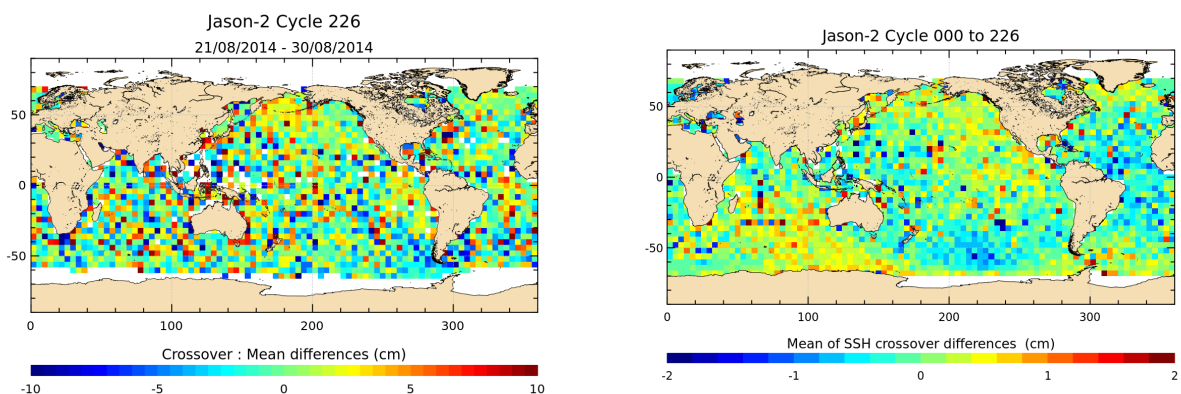 Jason-2 Cycle 226
21/08/2014 - 30/08/2014
50
0
-50
0 100 200 300
Crossover : Mean differences (cm)
-10 -5 0 5 10
Jason-2 Cycle 000 to 226
50
0
-50
0 100 200 300
Mean of SSH crossover differences (cm)
-2 -1 0 1 2